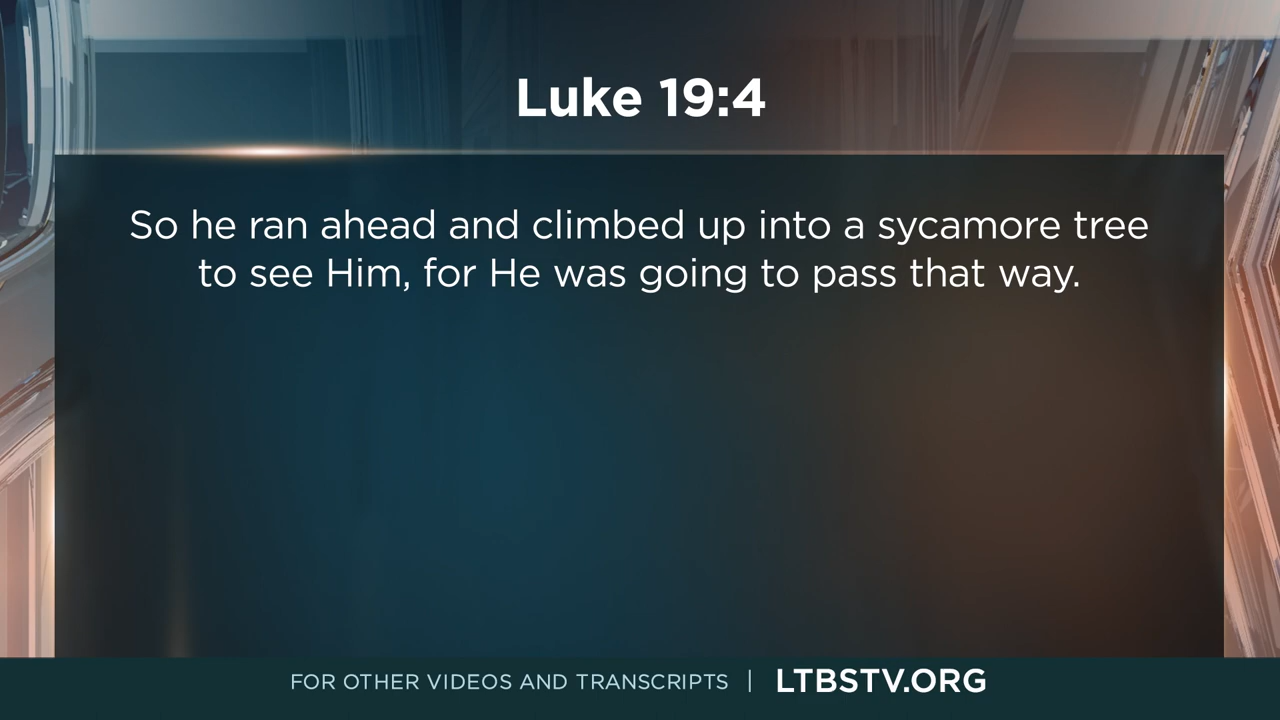 Luke 19:4
So he ran ahead and climbed up into a sycamore tree
to see Him, for He was going to pass that way.
FOR OTHER VIDEOS AND TRANSCRIPTS | LTBSTV.ORG